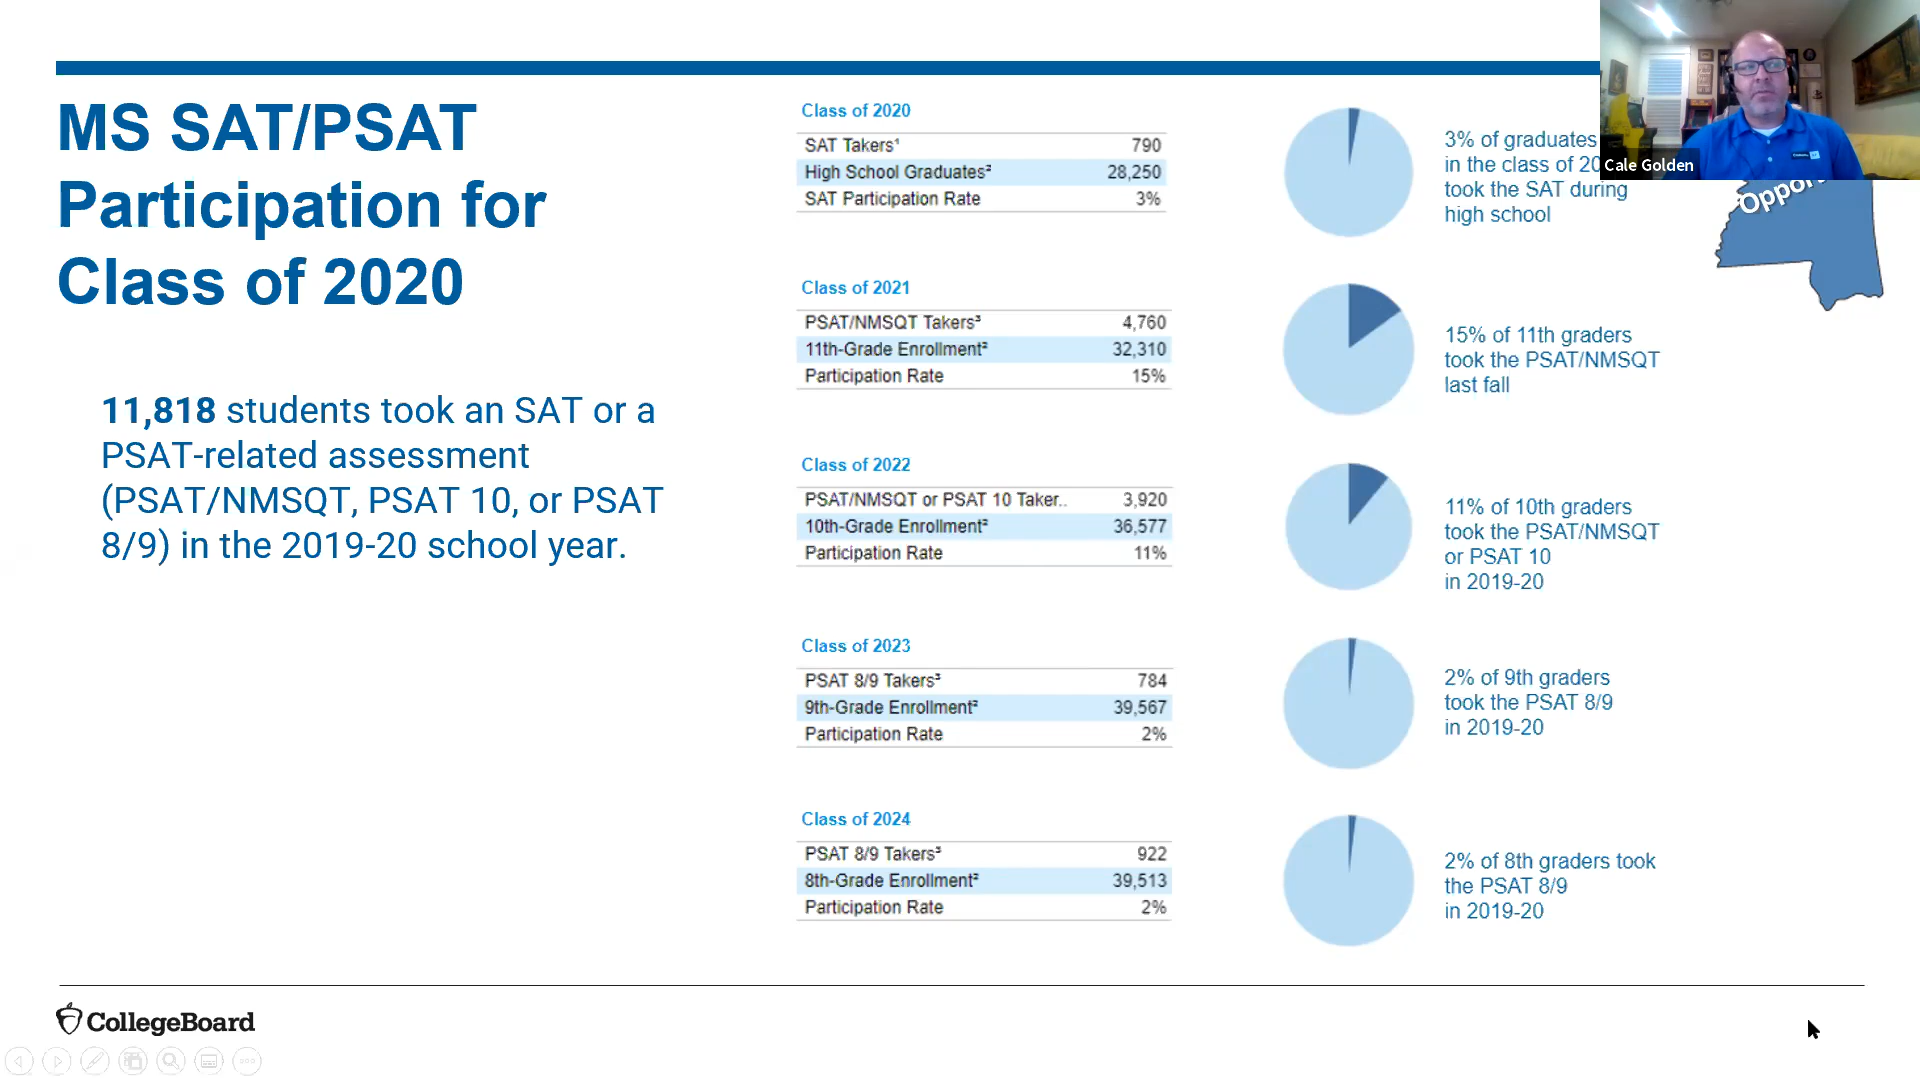 MS SAT/PSAT
Participation for
Class of 2020
11,818 students took an SAT or a
PSAT-related assessment
(PSAT/NMSQT, PSAT 10, or PSAT
8/9) in the 2019-20 school year.
Class of 2020
SAT Takers¹ 790
High School Graduates² 28,250
SAT Participation Rate 3%
3% of graduates
in the class of 20
took the SAT during
high school
Class of 2021
PSAT/NMSQT Takers³ 4,760
11th-Grade Enrollment² 32,310
Participation Rate 15%
15% of 11th graders
took the PSAT/NMSQT
last fall
Class of 2022
PSAT/NMSQT or PSAT 10 Taker.. 3,920
10th-Grade Enrollment² 36,577
Participation Rate 11%
11% of 10th graders
took the PSAT/NMSQT
or PSAT 10
in 2019-20
Class of 2023
PSAT 8/9 Takers³ 784
9th-Grade Enrollment² 39,567
Participation Rate 2%
2% of 9th graders
took the PSAT 8/9
in 2019-20
Class of 2024
PSAT 8/9 Takers³ 922
8th-Grade Enrollment² 39,513
Participation Rate 2%
2% of 8th graders took
the PSAT 8/9
in 2019-20
Cale Golden
Oppor
CollegeBoard